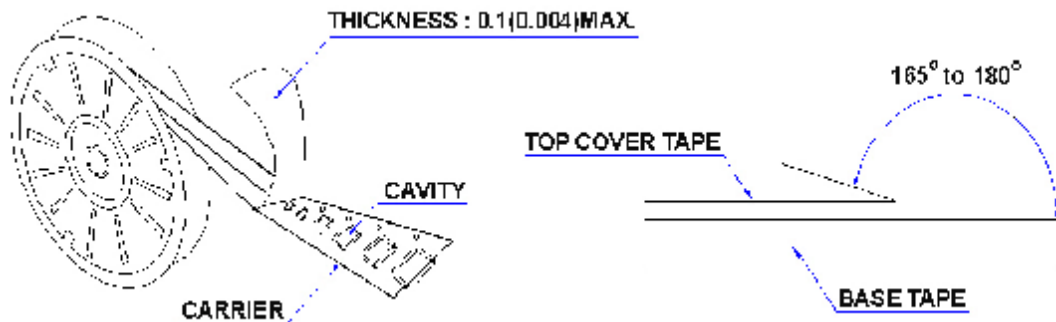 THICKNESS : 0.1(0.004)MAX.
165° to 180°
TOP COVER TAPE
CAVITY
CARRIER
BASE TAPE